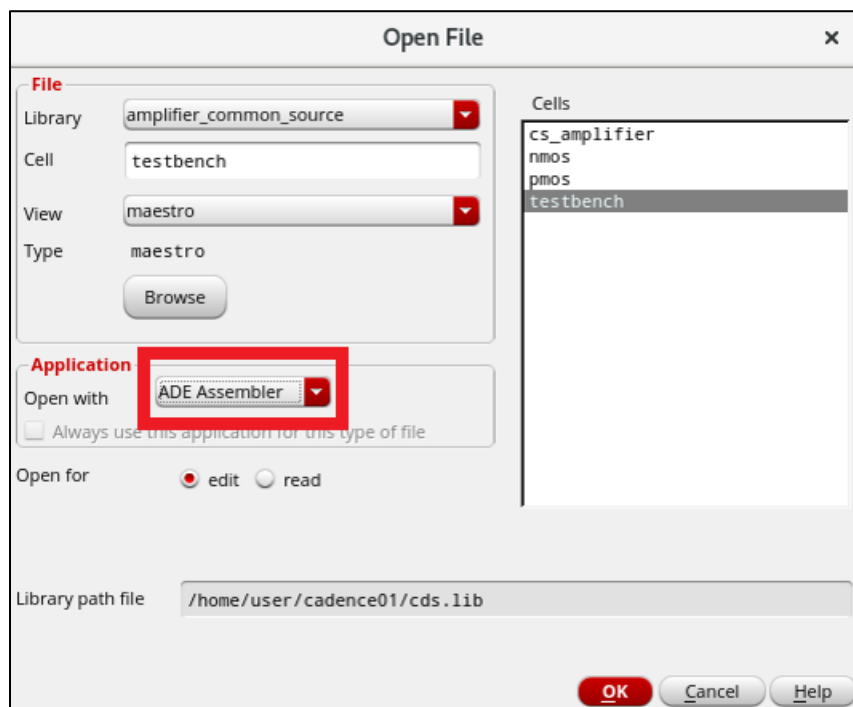 Open File
File
Library amplifier_common_source
Cell testbench
View maestro
Type maestro
Browse
Cells
cs_amplifier
nmos
pmos
testbench
Application
Open with ADE Assembler
Always use this application for this type of file
Open for edit read
Library path file /home/user/cadence01/cds.lib
OK Cancel Help